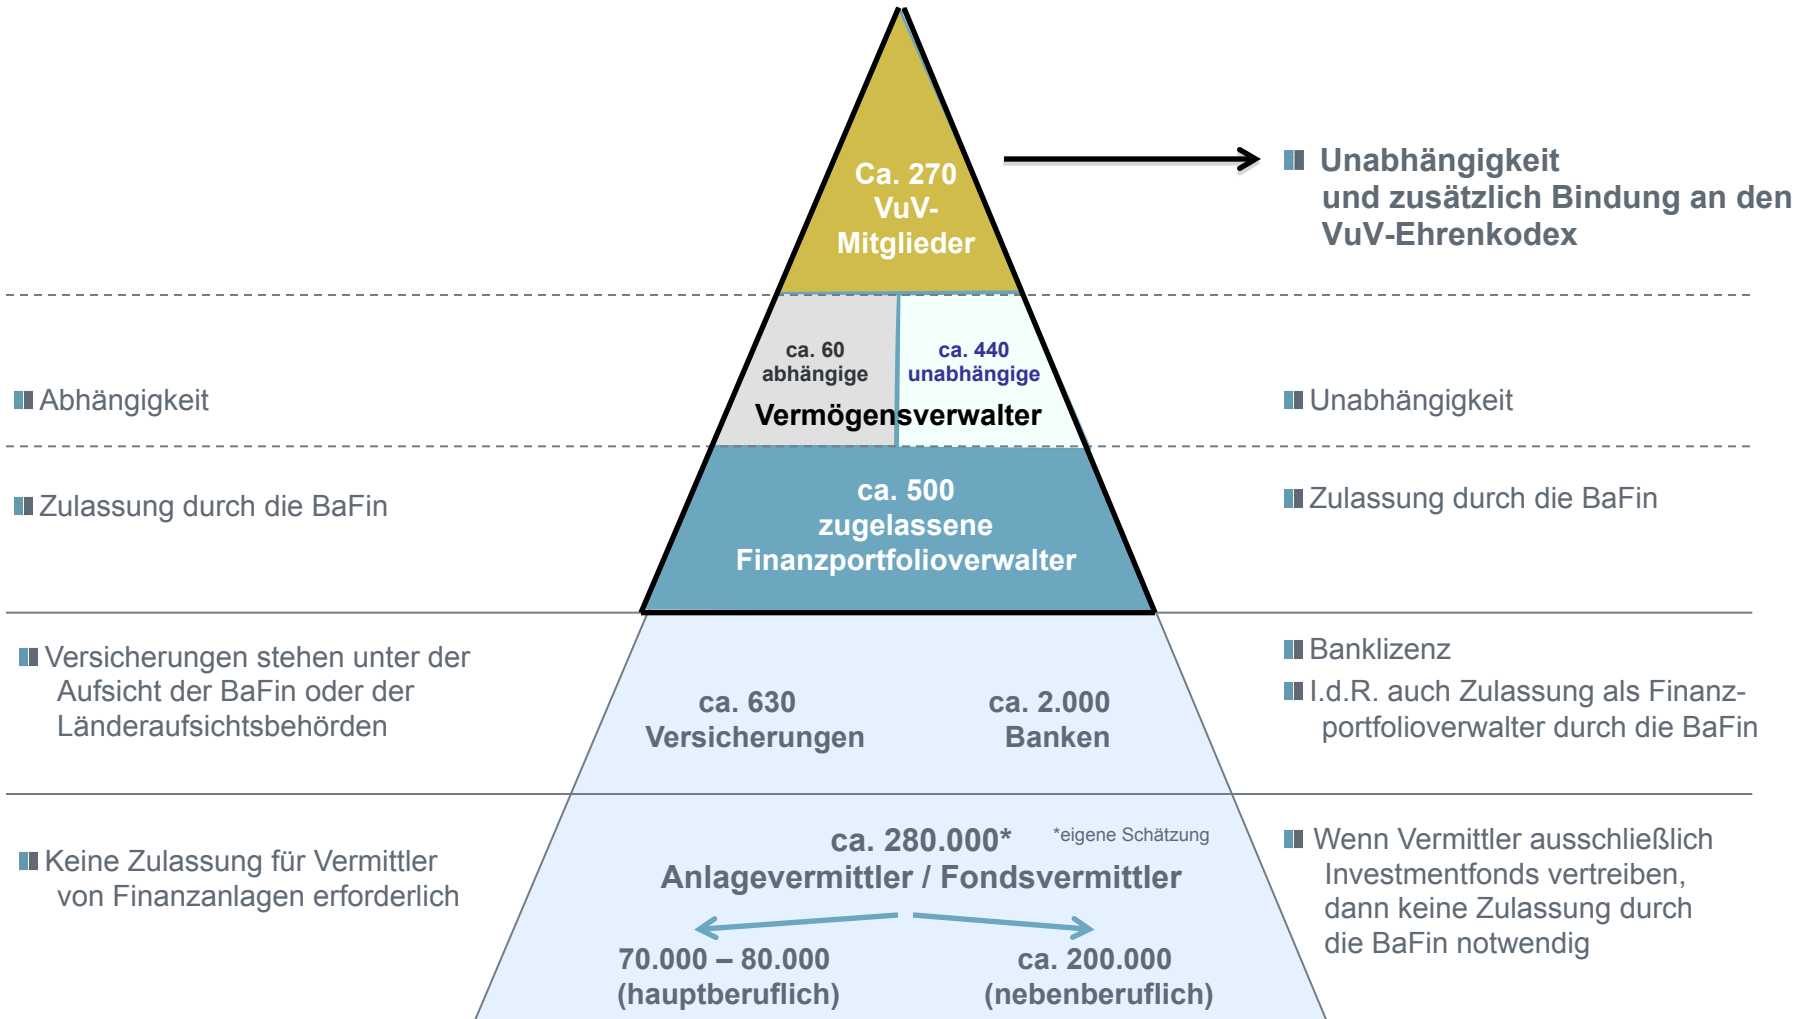 Ca. 270
VuV-
Mitglieder
Unabhängigkeit
und zusätzlich Bindung an den
VuV-Ehrenkodex
Abhängigkeit
ca. 60
abhängige
ca. 440
unabhängige
Vermögensverwalter
Unabhängigkeit
Zulassung durch die BaFin
ca. 500
zugelassene
Finanzportfolioverwalter
Zulassung durch die BaFin
Versicherungen stehen unter der
Aufsicht der BaFin oder der
Länderaufsichtsbehörden
ca. 630
Versicherungen
ca. 2.000
Banken
Banklizenz
I.d.R. auch Zulassung als Finanz-
portfolioverwalter durch die BaFin
Keine Zulassung für Vermittler
von Finanzanlagen erforderlich
ca. 280.000*
*eigene Schätzung
Anlagevermittler / Fondsvermittler
70.000 – 80.000
(hauptberuflich)
ca. 200.000
(nebenberuflich)
Wenn Vermittler ausschließlich
Investmentfonds vertreiben,
dann keine Zulassung durch
die BaFin notwendig